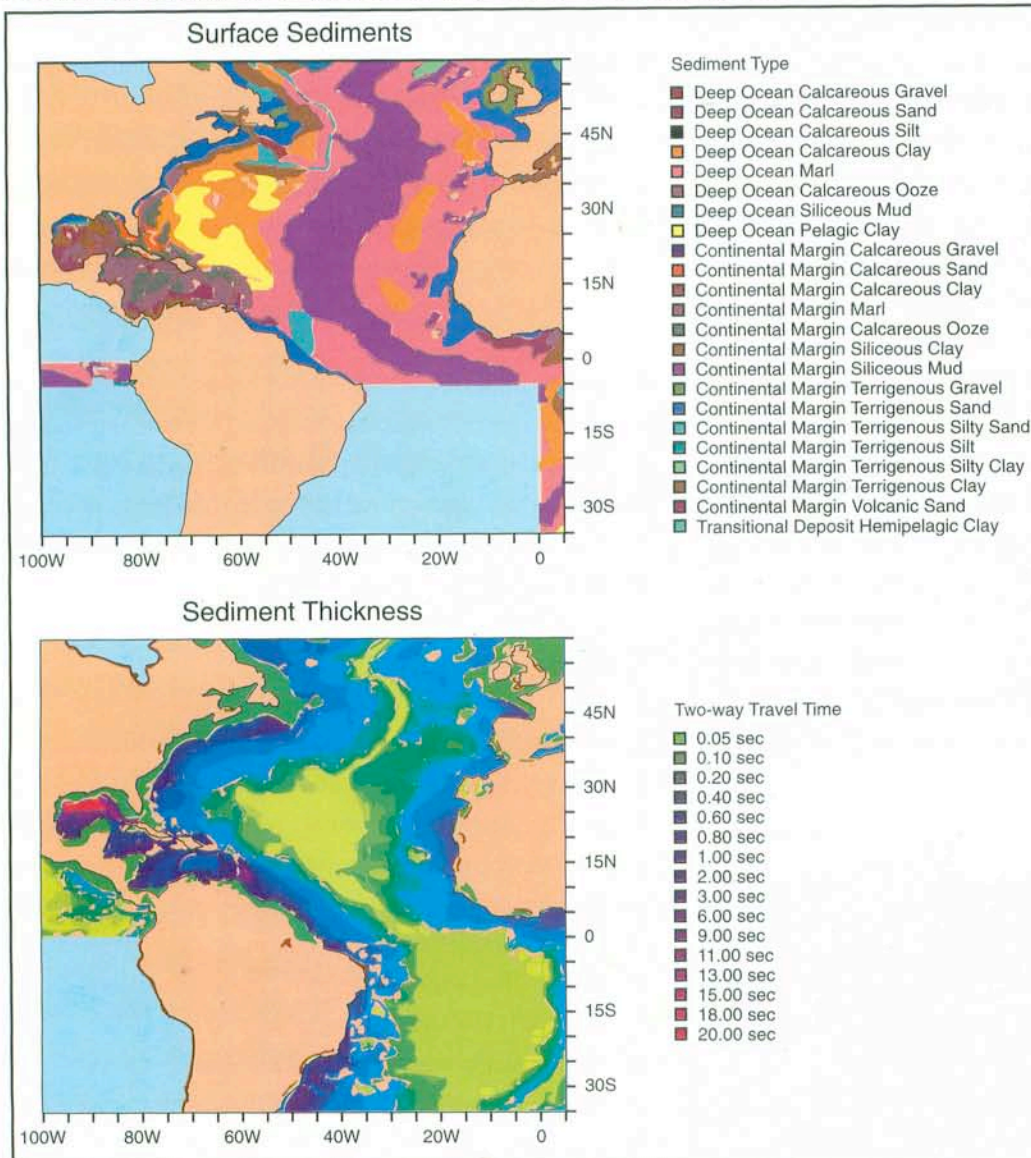 Surface Sediments
45N
30N
15N
0
15S
30S
100W 80W 60W 40W 20W 0
Sediment Type
Deep Ocean Calcareous Gravel
Deep Ocean Calcareous Sand
Deep Ocean Calcareous Silt
Deep Ocean Calcareous Clay
Deep Ocean Marl
Deep Ocean Calcareous Ooze
Deep Ocean Siliceous Mud
Deep Ocean Pelagic Clay
Continental Margin Calcareous Gravel
Continental Margin Calcareous Sand
Continental Margin Calcareous Clay
Continental Margin Marl
Continental Margin Calcareous Ooze
Continental Margin Siliceous Clay
Continental Margin Siliceous Mud
Continental Margin Terrigenous Gravel
Continental Margin Terrigenous Sand
Continental Margin Terrigenous Silty Sand
Continental Margin Terrigenous Silt
Continental Margin Terrigenous Silty Clay
Continental Margin Terrigenous Clay
Continental Margin Volcanic Sand
Transitional Deposit Hemipelagic Clay
Sediment Thickness
45N
30N
15N
0
15S
30S
100W 80W 60W 40W 20W 0
Two-way Travel Time
0.05 sec
0.10 sec
0.20 sec
0.40 sec
0.60 sec
0.80 sec
1.00 sec
2.00 sec
3.00 sec
6.00 sec
9.00 sec
11.00 sec
13.00 sec
15.00 sec
18.00 sec
20.00 sec